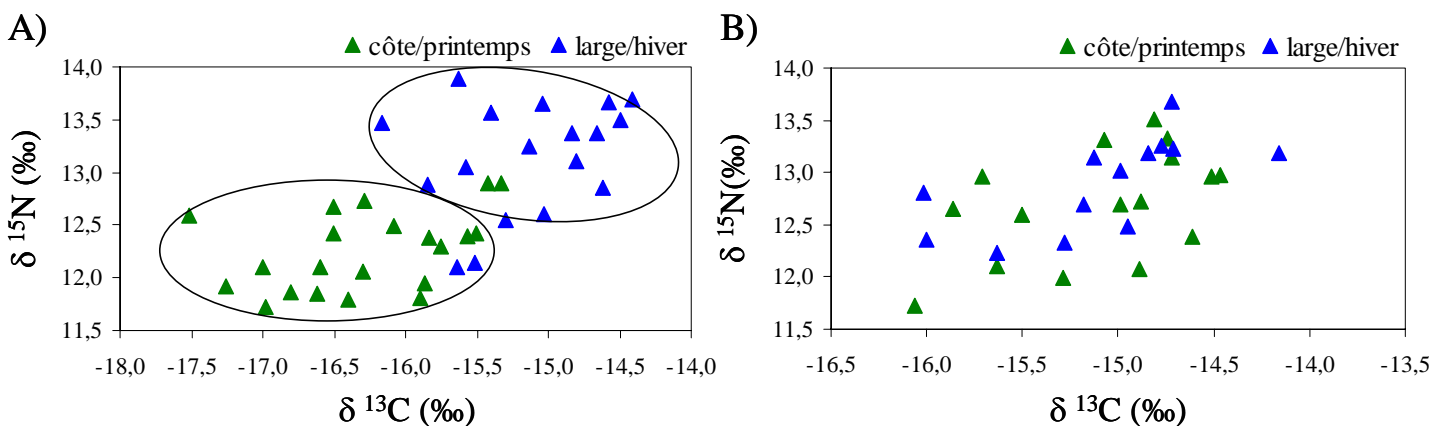 A)
côte/printemps large/hiver
14,0
13,5
13,0
12,5
12,0
11,5
δ 15N (‰)
-18,0 -17,5 -17,0 -16,5 -16,0 -15,5 -15,0 -14,5 -14,0
δ 13C (‰)
B)
côte/printemps large/hiver
14,0
13,5
13,0
12,5
12,0
11,5
δ 15N(‰)
-16,5 -16,0 -15,5 -15,0 -14,5 -14,0 -13,5
δ 13C (‰)